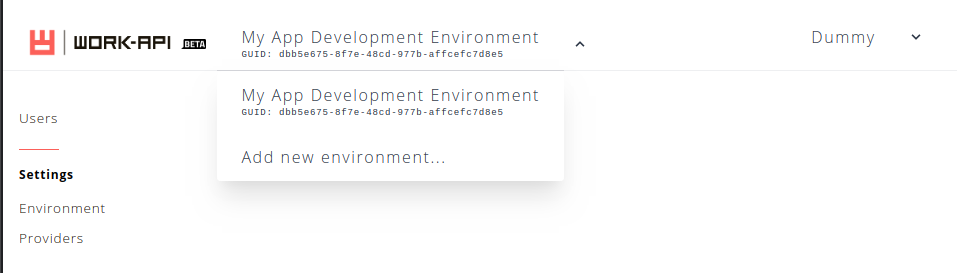 WORK-API BETA
My App Development Environment
GUID: dbb5e675-8f7e-48cd-977b-affcefc7d8e5
Dummy
My App Development Environment
GUID: dbb5e675-8f7e-48cd-977b-affcefc7d8e5
Add new environment...
Users
Settings
Environment
Providers